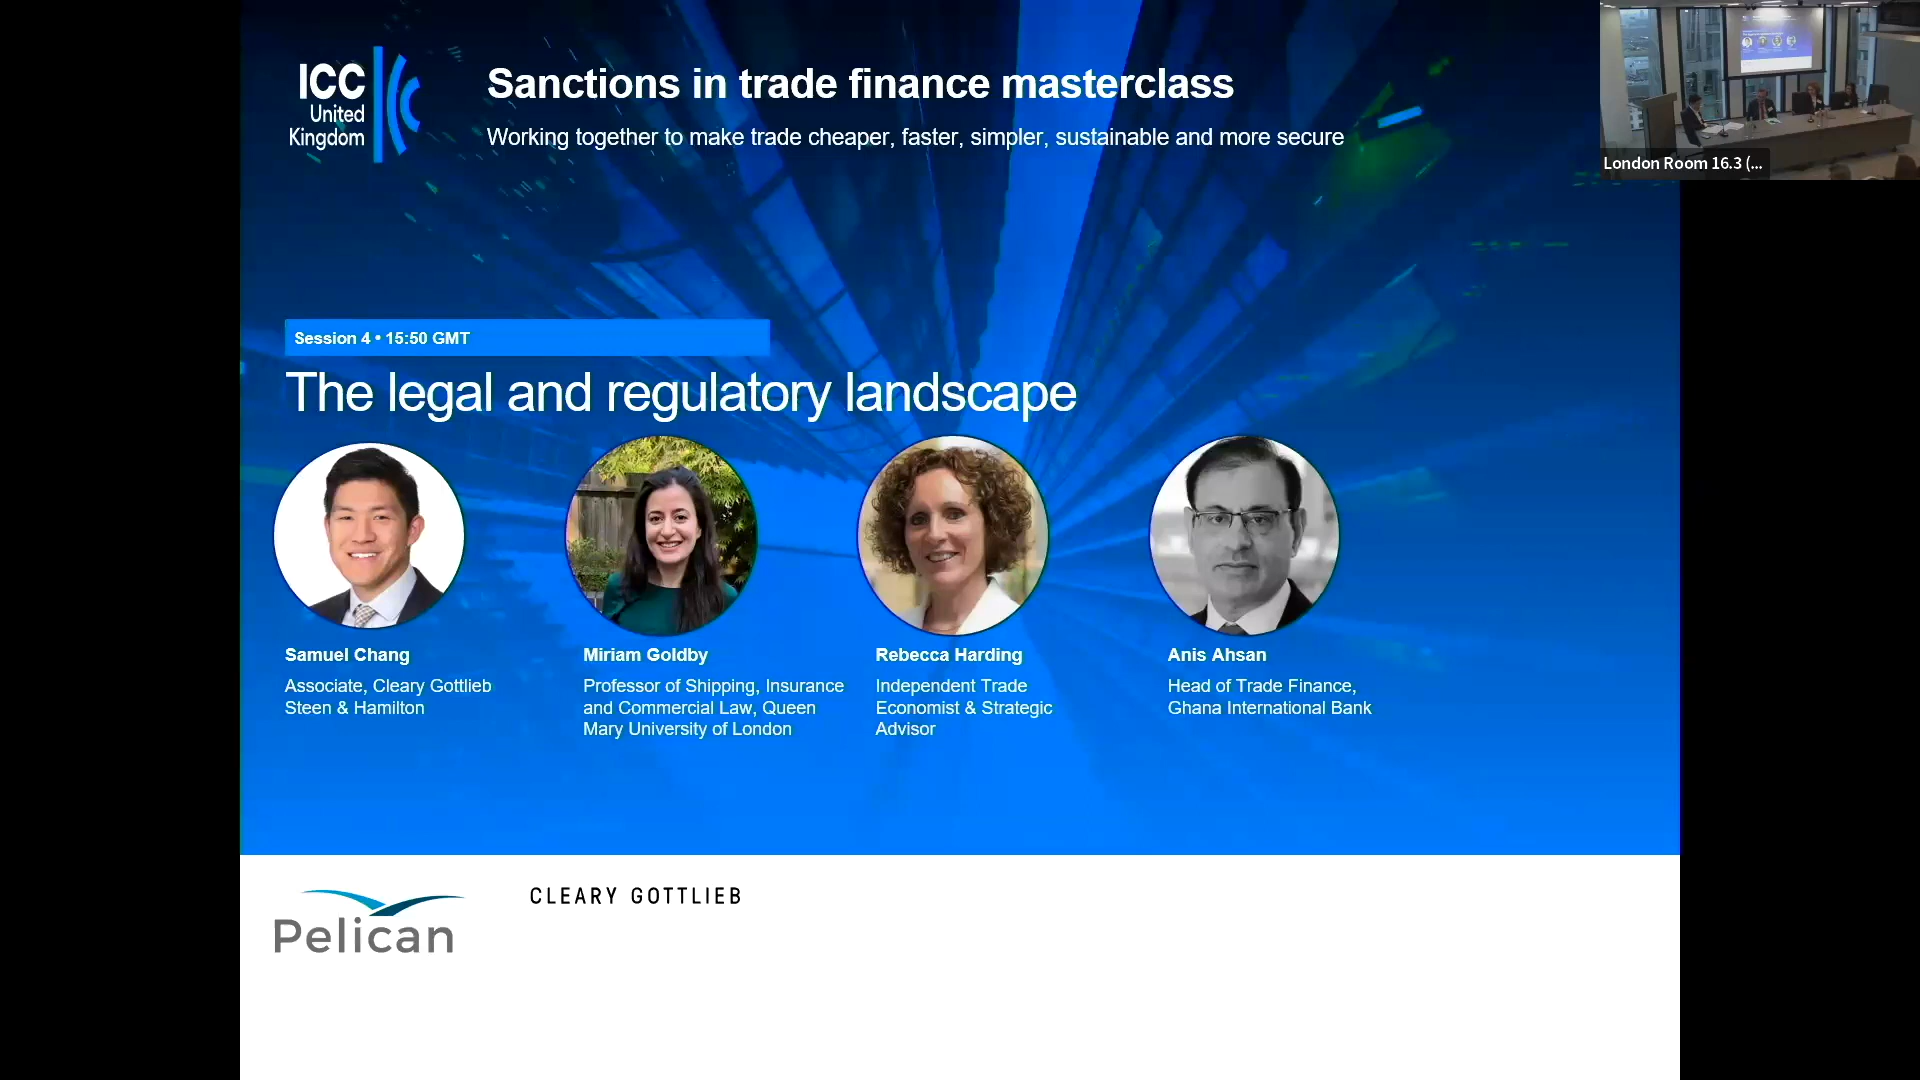 ICC
United
Kingdom
Sanctions in trade finance masterclass
Working together to make trade cheaper, faster, simpler, sustainable and more secure
London Room 16.3 (...
Session 4 • 15:50 GMT
The legal and regulatory landscape
Samuel Chang
Associate, Cleary Gottlieb
Steen & Hamilton
Miriam Goldby
Professor of Shipping, Insurance
and Commercial Law, Queen
Mary University of London
Rebecca Harding
Independent Trade
Economist & Strategic
Advisor
Anis Ahsan
Head of Trade Finance,
Ghana International Bank
Pelican
CLEARY GOTTLIEB